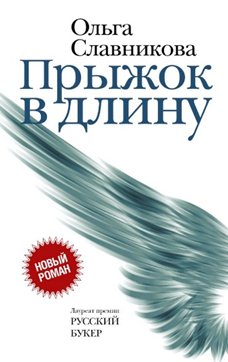 Ольга
Славникова
Прыжок
в длину
НОВЫЙ
РОМАН
Лауреат премии
РУССКИЙ
БУКЕР